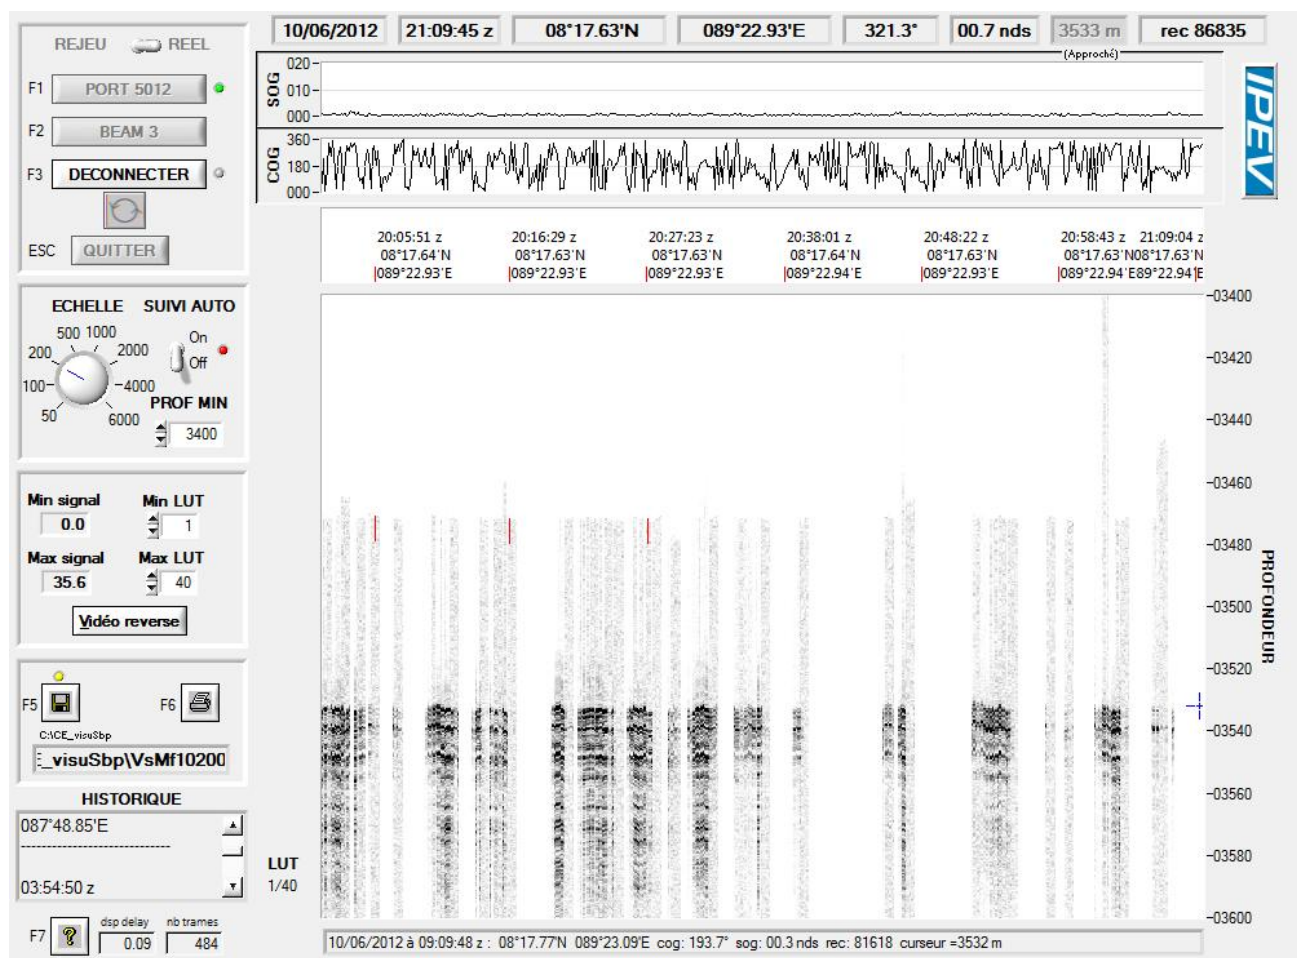 10/06/2012 21:09:45 z 08°17.63'N 089°22.93'E 321.3° 00.7 nds 3533 m rec 86835
(Approché)
REJEU REEL
F1 PORT 5012
F2 BEAM 3
F3 DECONNECTER
ESC QUITTER
SOG
020
010
000
COG
360
180
000
IPEV
20:05:51 z 20:16:29 z 20:27:23 z 20:38:01 z 20:48:22 z 20:58:43 z 21:09:04 z
08°17.64'N 08°17.63'N 08°17.63'N 08°17.64'N 08°17.63'N 08°17.63'N08°17.63'N
089°22.93'E 089°22.93'E 089°22.93'E 089°22.94'E 089°22.93'E 089°22.94'E89°22.94'E
ECHELLE SUIVI AUTO
500 1000
200 2000
100 4000
50 6000
On
Off
PROF MIN
3400
Min signal Min LUT
0.0 1
Max signal Max LUT
35.6 40
Vidéo reverse
F5 F6
C:\CE_visuSbp
_visuSbp\VsMf10200
HISTORIQUE
087°48.85'E
----------------------------
03:54:50 z
F7 ? dsp delay nb trames
0.09 484
LUT
1/40
03400
03420
03440
03460
03480
03500
03520
03540
03560
03580
03600
PROFONDEUR
10/06/2012 à 09:09:48 z : 08°17.77'N 089°23.09'E cog: 193.7° sog: 00.3 nds rec: 81618 curseur =3532 m